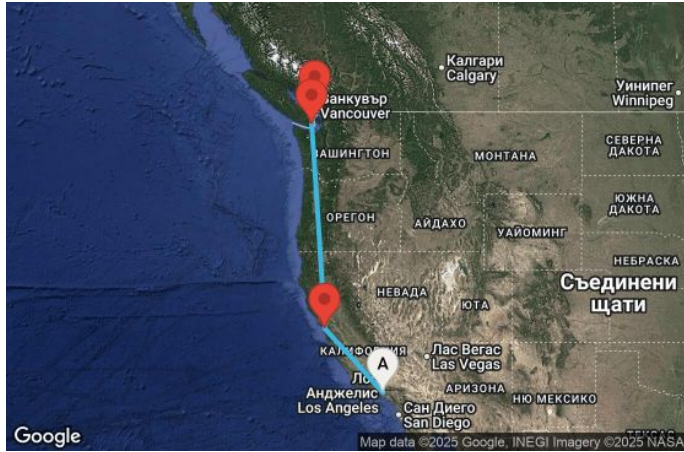 Калгари
Calgary
Уинипег
Winnipeg
Ванкувър
Vancouver
СЕВЕРНА
ДАКОТА
ВАШИНГТОН
МОНТАНА
ЮЖНА
ДАКОТА
ОРЕГОН
АЙДАХО
УАЙОМИНГ
НЕБРАСКА
Съединени
щати
НЕВАДА
ЮТА
КАЛИФОРНИЯ
Лас Вегас
Las Vegas
A
Ло
Анджелис
Los Angeles
АРИЗОНА
НЮ МЕКСИКО
Сан Диего
San Diego
ТЕКСАС
Google
Map data ©2025 Google, INEGI Imagery ©2025 NASA